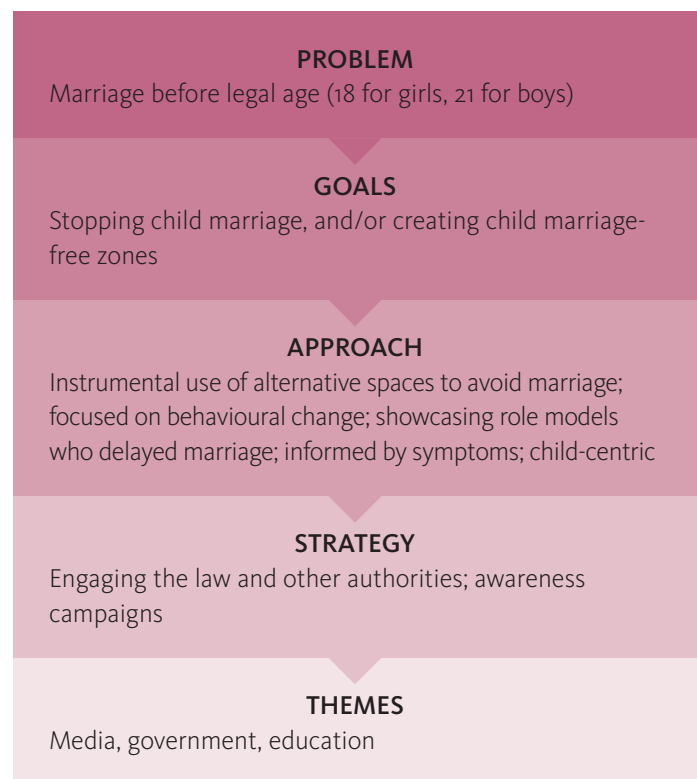 PROBLEM
Marriage before legal age (18 for girls, 21 for boys)
GOALS
Stopping child marriage, and/or creating child marriage-
free zones
APPROACH
Instrumental use of alternative spaces to avoid marriage;
focused on behavioural change; showcasing role models
who delayed marriage; informed by symptoms; child-centric
STRATEGY
Engaging the law and other authorities; awareness
campaigns
THEMES
Media, government, education